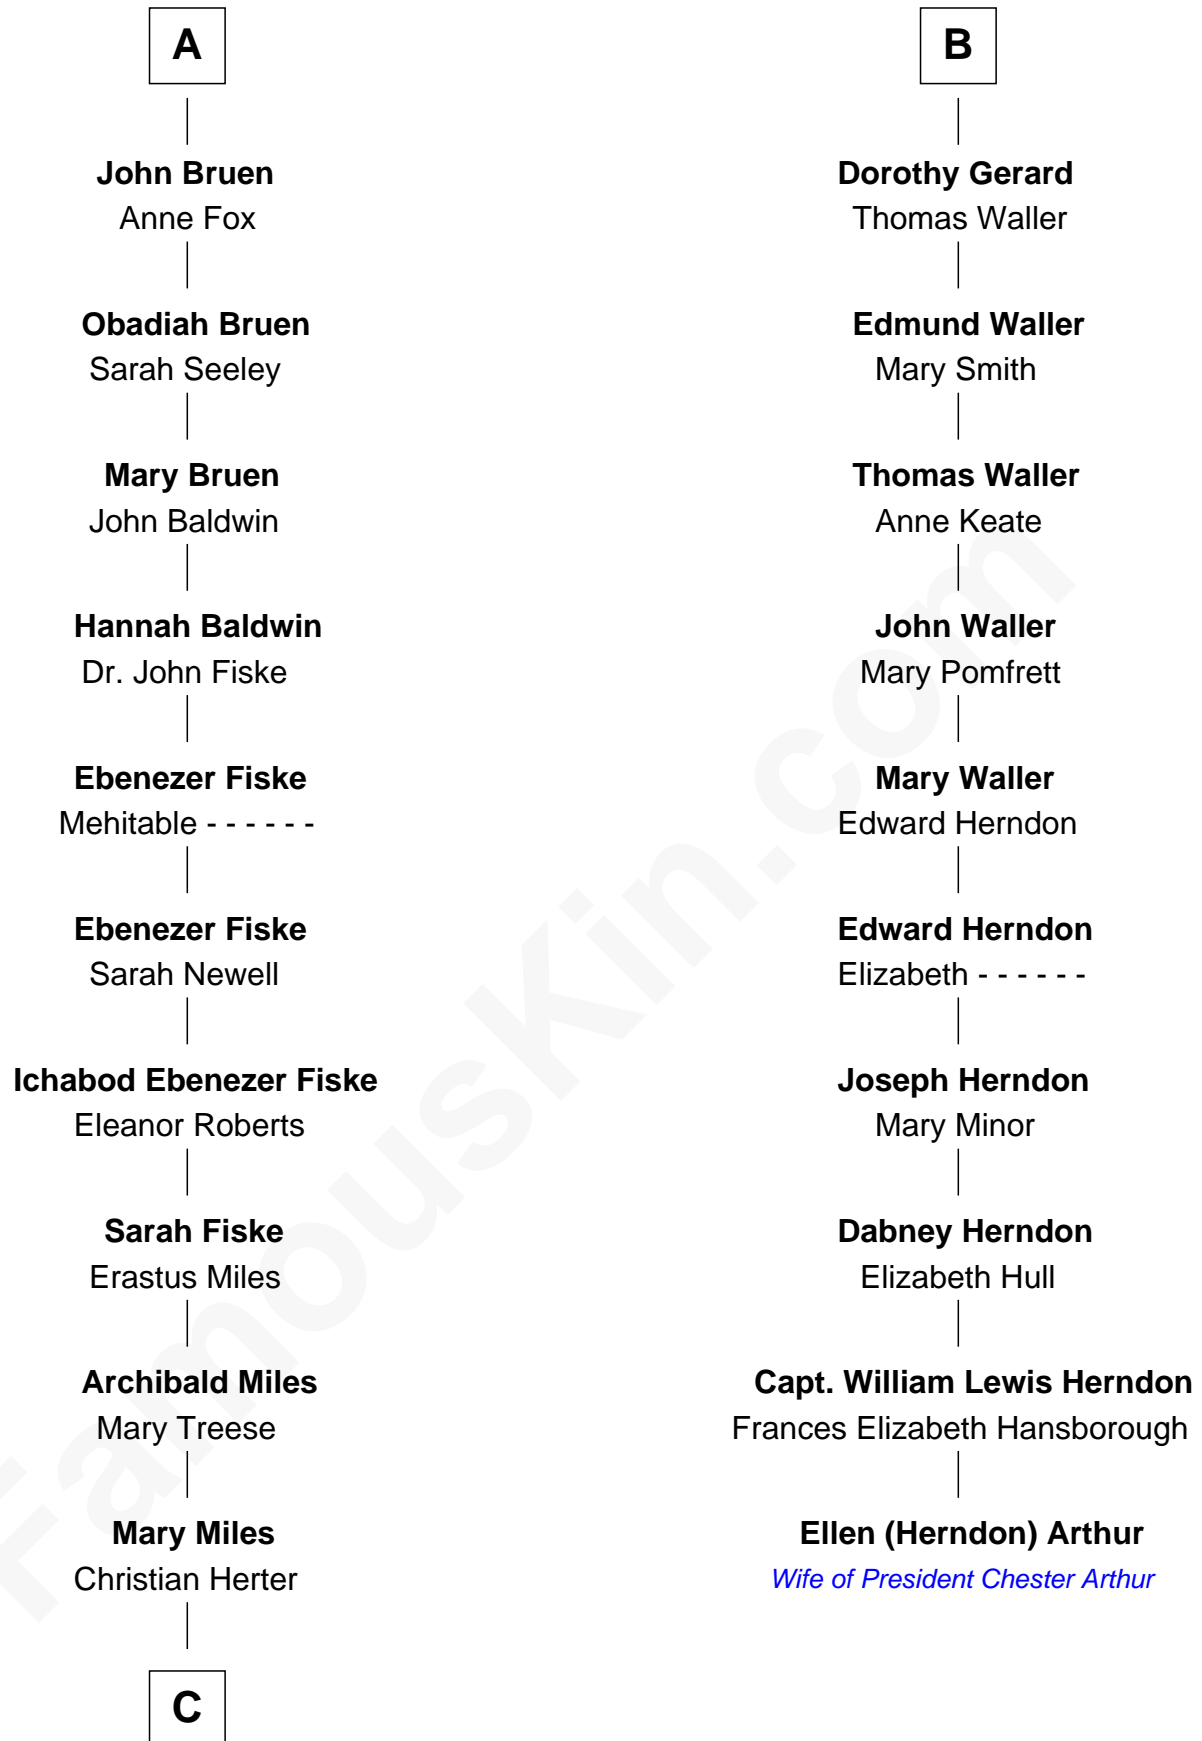 A
John Bruen
Anne Fox
Obadiah Bruen
Sarah Seeley
Mary Bruen
John Baldwin
Hannah Baldwin
Dr. John Fiske
Ebenezer Fiske
Mehitable - - - - - -
Ebenezer Fiske
Sarah Newell
Ichabod Ebenezer Fiske
Eleanor Roberts
Sarah Fiske
Erastus Miles
Archibald Miles
Mary Treese
Mary Miles
Christian Herter
C
B
Dorothy Gerard
Thomas Waller
Edmund Waller
Mary Smith
Thomas Waller
Anne Keate
John Waller
Mary Pomfrett
Mary Waller
Edward Herndon
Edward Herndon
Elizabeth - - - - - -
Joseph Herndon
Mary Minor
Dabney Herndon
Elizabeth Hull
Capt. William Lewis Herndon
Frances Elizabeth Hansborough
Ellen (Herndon) Arthur
Wife of President Chester Arthur
FamousKin.com